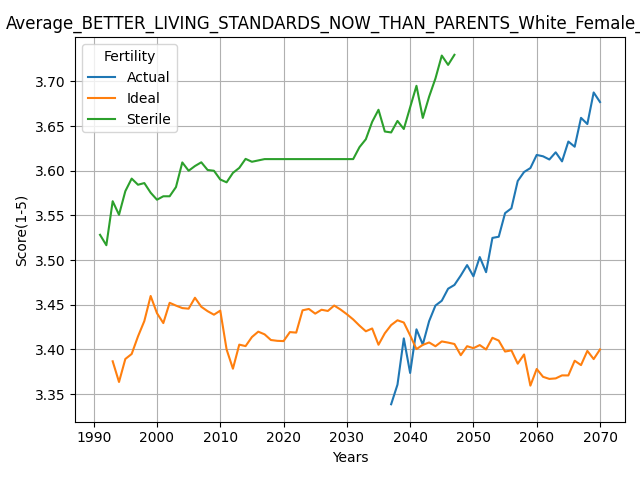 Average_BETTER_LIVING_STANDARDS_NOW_THAN_PARENTS_White_Female_
Fertility
Actual
Ideal
Sterile
Score(1-5)
3.70
3.65
3.60
3.55
3.50
3.45
3.40
3.35
1990 2000 2010 2020 2030 2040 2050 2060 2070
Years